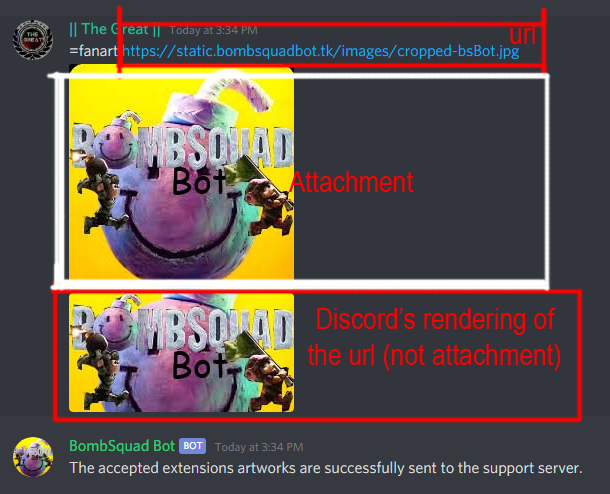 THE GREAT
|| The Great || Today at 3:34 PM
url
=fanart https://static.bombsquadbot.tk/images/cropped-bsBot.jpg
BOMBSQUAD
Bot
Attachment
BOMBSQUAD
Bot
Discord's rendering of
the url (not attachment)
BombSquad Bot BOT Today at 3:34 PM
The accepted extensions artworks are successfully sent to the support server.